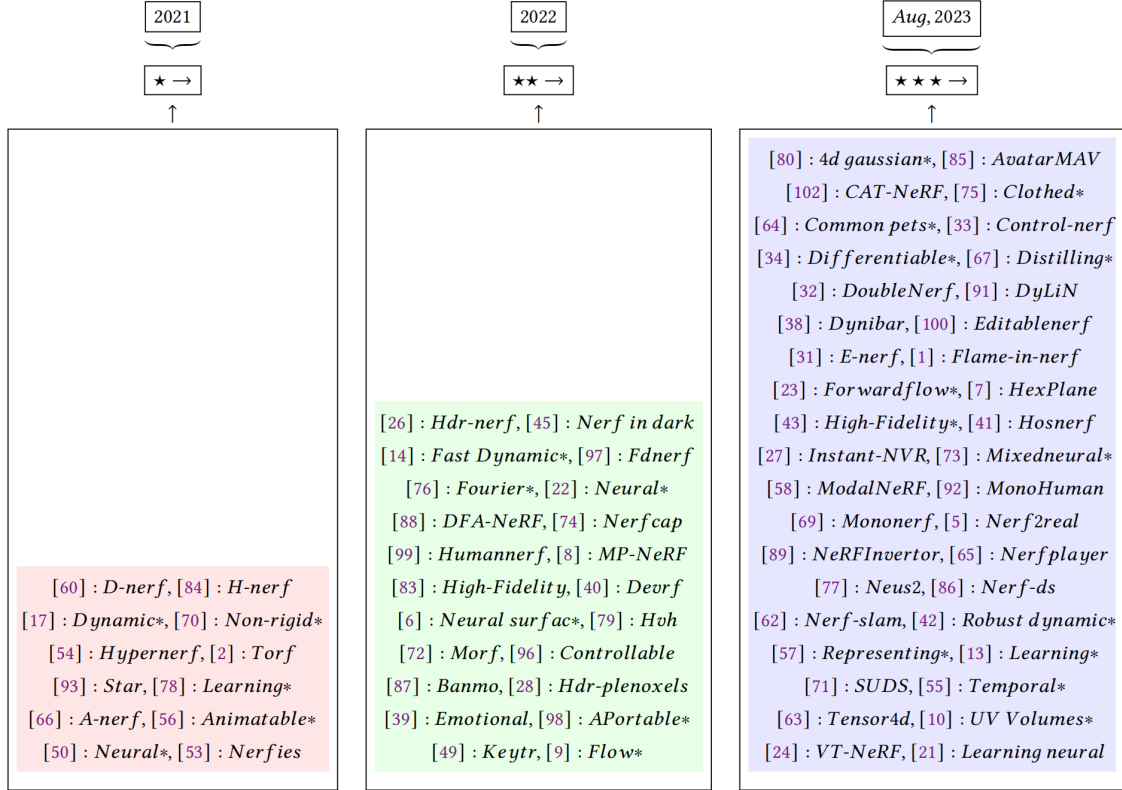 2021
★ →
↑
[60] : D-nerf, [84] : H-nerf
[17] : Dynamic*, [70] : Non-rigid*
[54] : Hypernerf, [2] : Torf
[93] : Star, [78] : Learning*
[66] : A-nerf, [56] : Animatable*
[50] : Neural*, [53] : Nerfies
2022
★★ →
↑
[26] : Hdr-nerf, [45] : Nerf in dark
[14] : Fast Dynamic*, [97] : Fdnerf
[76] : Fourier*, [22] : Neural*
[88] : DFA-NeRF, [74] : Nerfcap
[99] : Humannerf, [8] : MP-NeRF
[83] : High-Fidelity, [40] : Devrf
[6] : Neural surfac*, [79] : Hvh
[72] : Morf, [96] : Controllable
[87] : Banmo, [28] : Hdr-plenoxels
[39] : Emotional, [98] : APortable*
[49] : Keytr, [9] : Flow*
Aug, 2023
★ ★ ★ →
↑
[80] : 4d gaussian*, [85] : AvatarMAV
[102] : CAT-NeRF, [75] : Clothed*
[64] : Common pets*, [33] : Control-nerf
[34] : Differentiable*, [67] : Distilling*
[32] : DoubleNerf, [91] : DyLiN
[38] : Dynibar, [100] : Editablenerf
[31] : E-nerf, [1] : Flame-in-nerf
[23] : Forwardflow*, [7] : HexPlane
[43] : High-Fidelity*, [41] : Hosnerf
[27] : Instant-NVR, [73] : Mixedneural*
[58] : ModalNeRF, [92] : MonoHuman
[69] : Mononerf, [5] : Nerf2real
[89] : NeRFInvertor, [65] : Nerfplayer
[77] : Neus2, [86] : Nerf-ds
[62] : Nerf-slam, [42] : Robust dynamic*
[57] : Representing*, [13] : Learning*
[71] : SUDS, [55] : Temporal*
[63] : Tensor4d, [10] : UV Volumes*
[24] : VT-NeRF, [21] : Learning neural